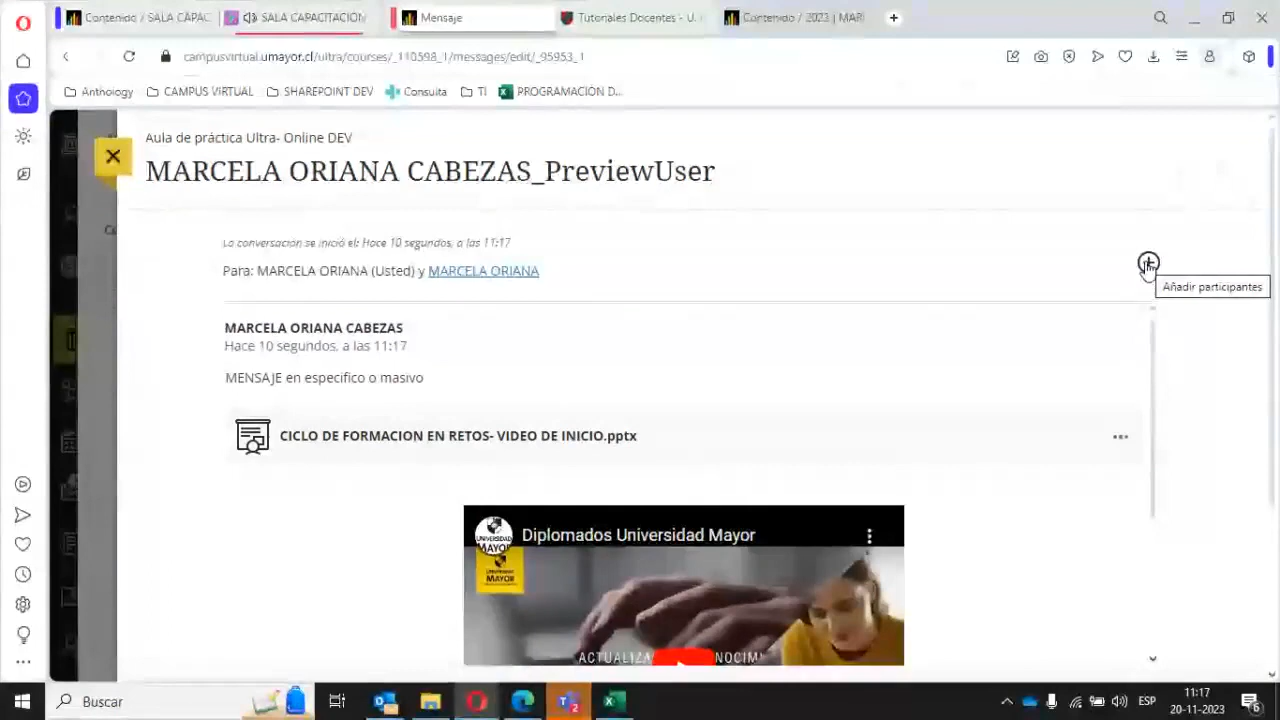 Contenido / SALA CAPAC
SALA CAPACITACION
Mensaje
Tutoriales Docentes - U.
Contenido / 2023 | MAR
campusvirtual.umayor.cl/ultra/courses/_110598_1/messages/edit/_95953_1
Anthology
CAMPUS VIRTUAL
SHAREPOINT DEV
Consulta
TI
PROGRAMACIÓN D...
Aula de práctica Ultra- Online DEV
MARCELA ORIANA CABEZAS_PreviewUser
La conversación se inició el: Hace 10 segundos, a las 11:17
Para: MARCELA ORIANA (Usted) y MARCELA ORIANA
Añadir participantes
MARCELA ORIANA CABEZAS
Hace 10 segundos, a las 11:17
MENSAJE en especifico o masivo
CICLO DE FORMACION EN RETOS- VIDEO DE INICIO.pptx
UNIVERSIDAD
MAYOR
Diplomados Universidad Mayor
UNIVERSIDAD
MAYOR
Buscar
ESP
11:17
20-11-2023